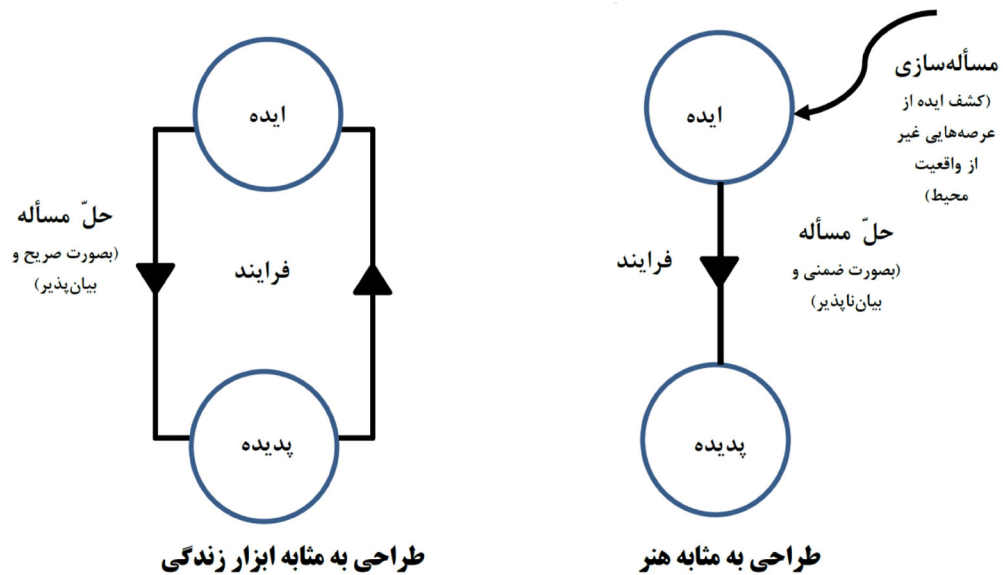 مسأله‌سازی
(کشف ایده از
عرصه‌هایی غیر
از واقعیت
محیط)
ایده
حلّ مسأله
(بصورت ضمنی و
بیان‌ناپذیر)
فرایند
پدیده
طراحی به مثابه هنر
ایده
حلّ مسأله
(بصورت صریح و
بیان‌پذیر)
فرایند
پدیده
طراحی به مثابه ابزار زندگی